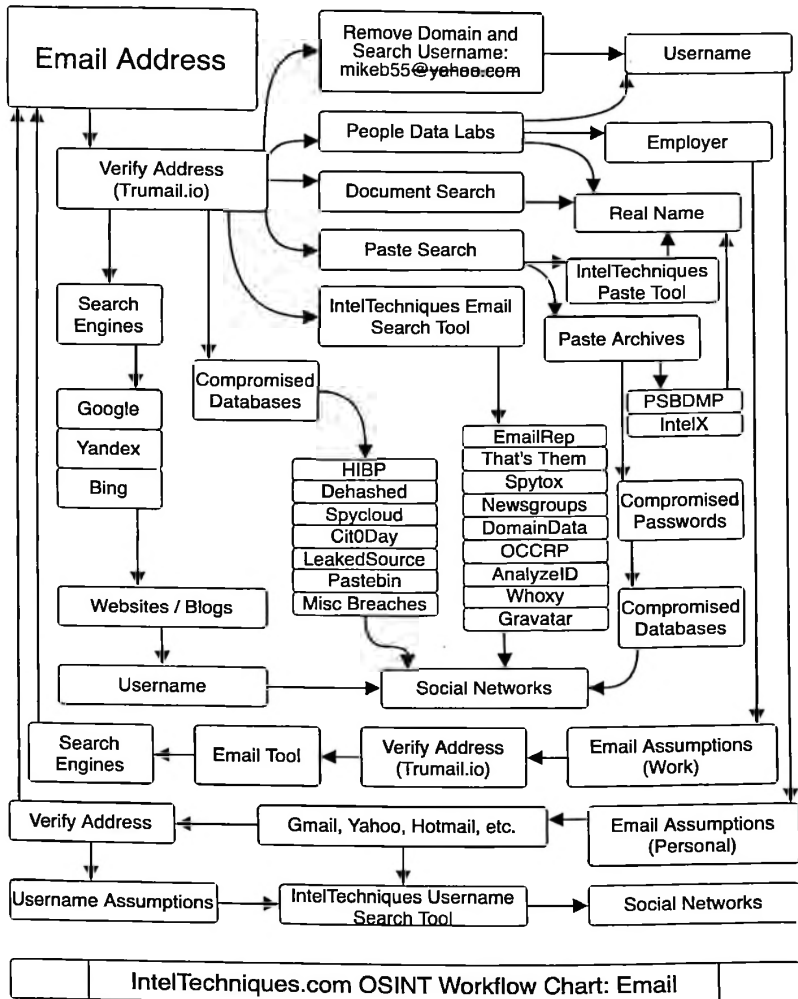 Email Address
Remove Domain and
Search Username:
mikeb55@yahoo.com
Username
People Data Labs
Employer
Verify Address
(Trumail.io)
Document Search
Real Name
Paste Search
IntelTechniques
Paste Tool
Search
Engines
IntelTechniques Email
Search Tool
Paste Archives
Compromised
Databases
PSBDMP
IntelX
Google
Yandex
Bing
EmailRep
That's Them
Spytox
Newsgroups
DomainData
OCCRP
AnalyzeID
Whoxy
Gravatar
HIBP
Dehashed
Spycloud
Cit0Day
LeakedSource
Pastebin
Misc Breaches
Compromised
Passwords
Websites / Blogs
Compromised
Databases
Username
Social Networks
Search
Engines
Email Tool
Verify Address
(Trumail.io)
Email Assumptions
(Work)
Verify Address
Gmail, Yahoo, Hotmail, etc.
Email Assumptions
(Personal)
Username Assumptions
IntelTechniques Username
Search Tool
Social Networks
IntelTechniques.com OSINT Workflow Chart: Email